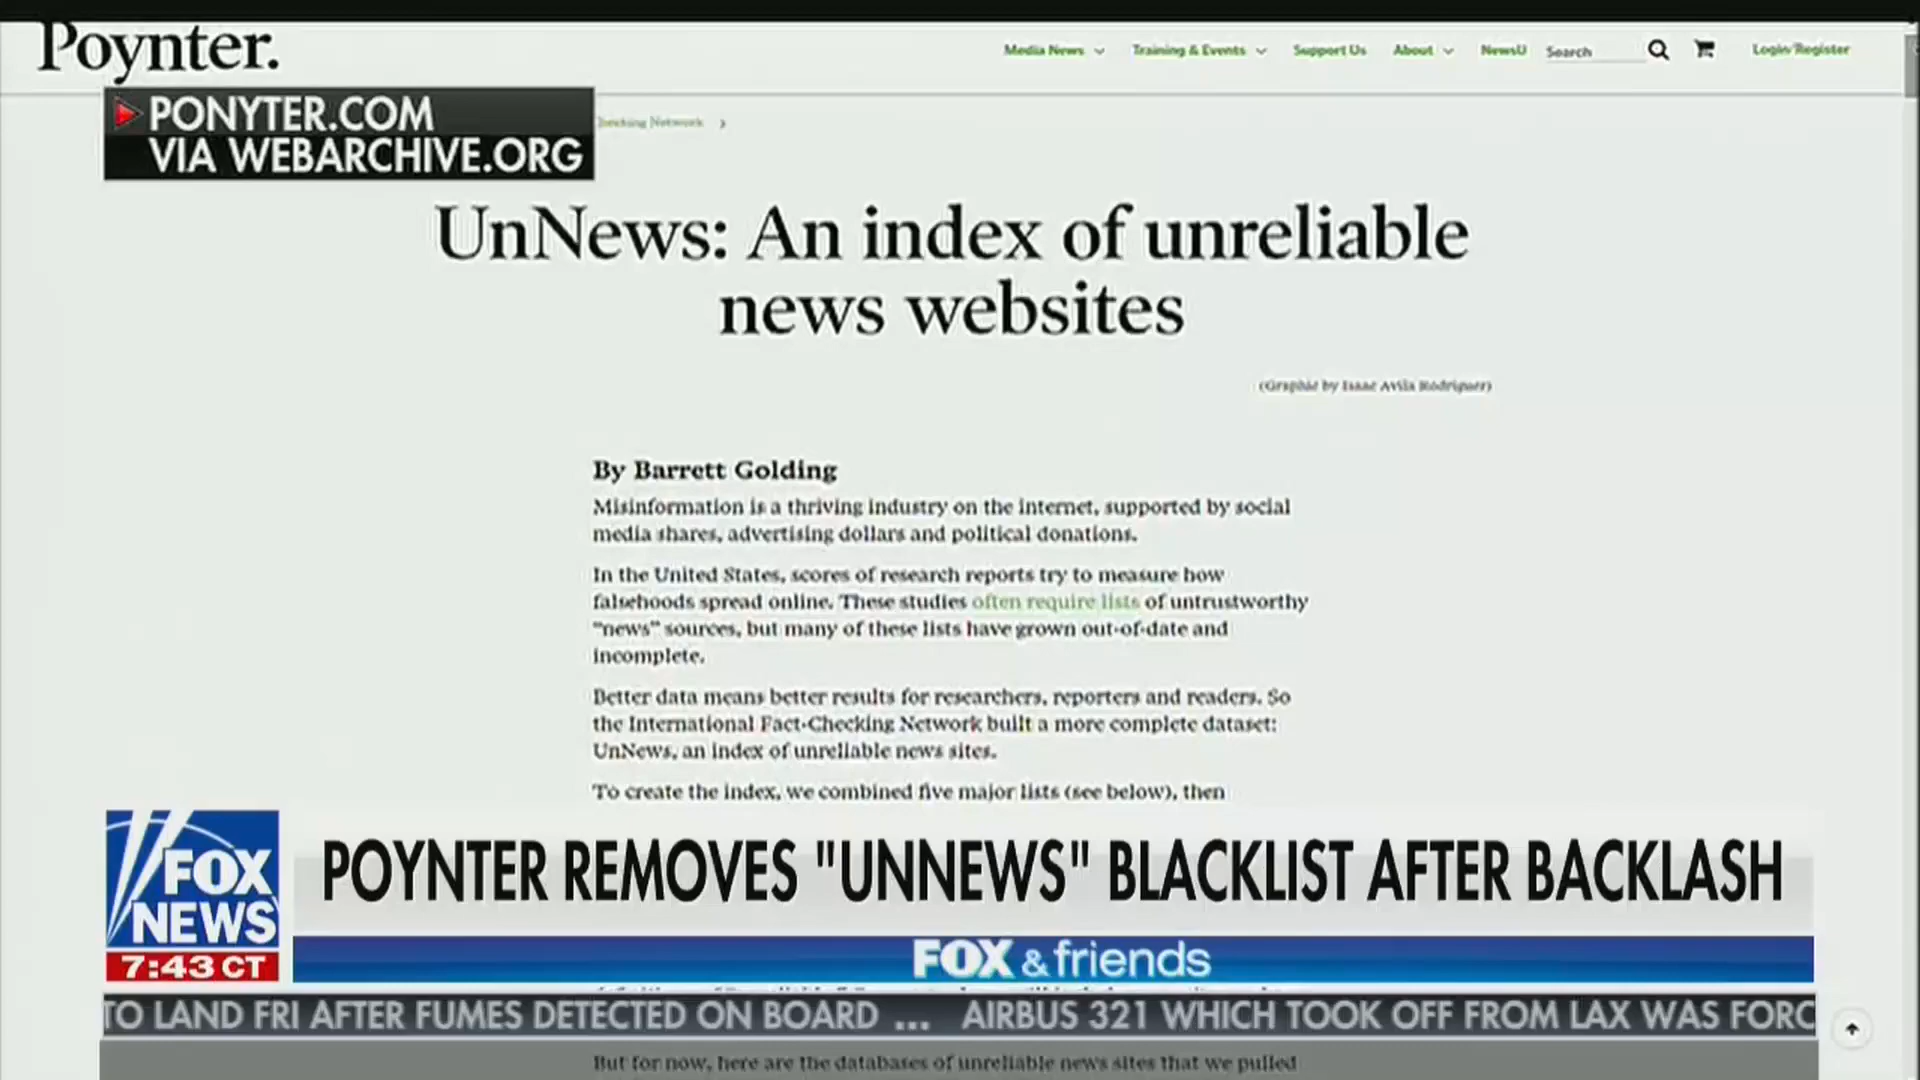 Poynter.
Media News
Training & Events
Support Us
About
NewsU
Search
Login/Register
PONYTER.COM
VIA WEBARCHIVE.ORG
Checking Network
UnNews: An index of unreliable
news websites
(Graphic by Isaac Avila Rodriguez)
By Barrett Golding
Misinformation is a thriving industry on the internet, supported by social
media shares, advertising dollars and political donations.
In the United States, scores of research reports try to measure how
falsehoods spread online. These studies often require lists of untrustworthy
"news" sources, but many of these lists have grown out-of-date and
incomplete.
Better data means better results for researchers, reporters and readers. So
the International Fact-Checking Network built a more complete dataset:
UnNews, an index of unreliable news sites.
To create the index, we combined five major lists (see below), then
FOX
NEWS
7:43 CT
POYNTER REMOVES "UNNEWS" BLACKLIST AFTER BACKLASH
FOX & friends
TO LAND FRI AFTER FUMES DETECTED ON BOARD ... AIRBUS 321 WHICH TOOK OFF FROM LAX WAS FORC
But for now, here are the databases of unreliable news sites that we pulled